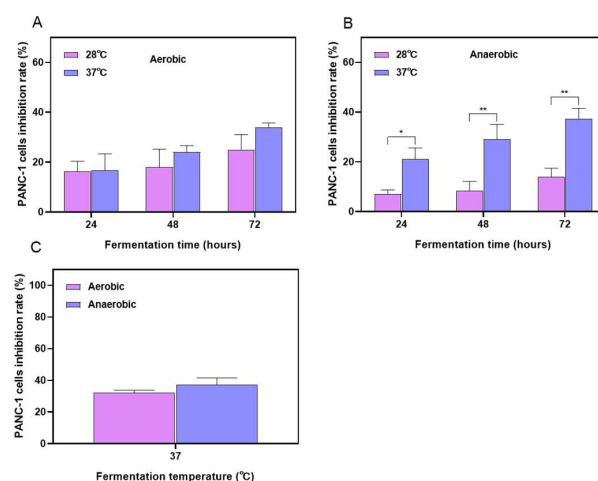 A
PANC-1 cells inhibition rate (%)
60
40
20
0
28℃
37℃
Aerobic
24
48
72
Fermentation time (hours)
B
PANC-1 cells inhibition rate (%)
60
40
20
0
28℃
37℃
Anaerobic
*
**
**
24
48
72
Fermentation time (hours)
C
PANC-1 cells inhibition rate (%)
100
80
60
40
20
0
Aerobic
Anaerobic
37
Fermentation temperature (℃)